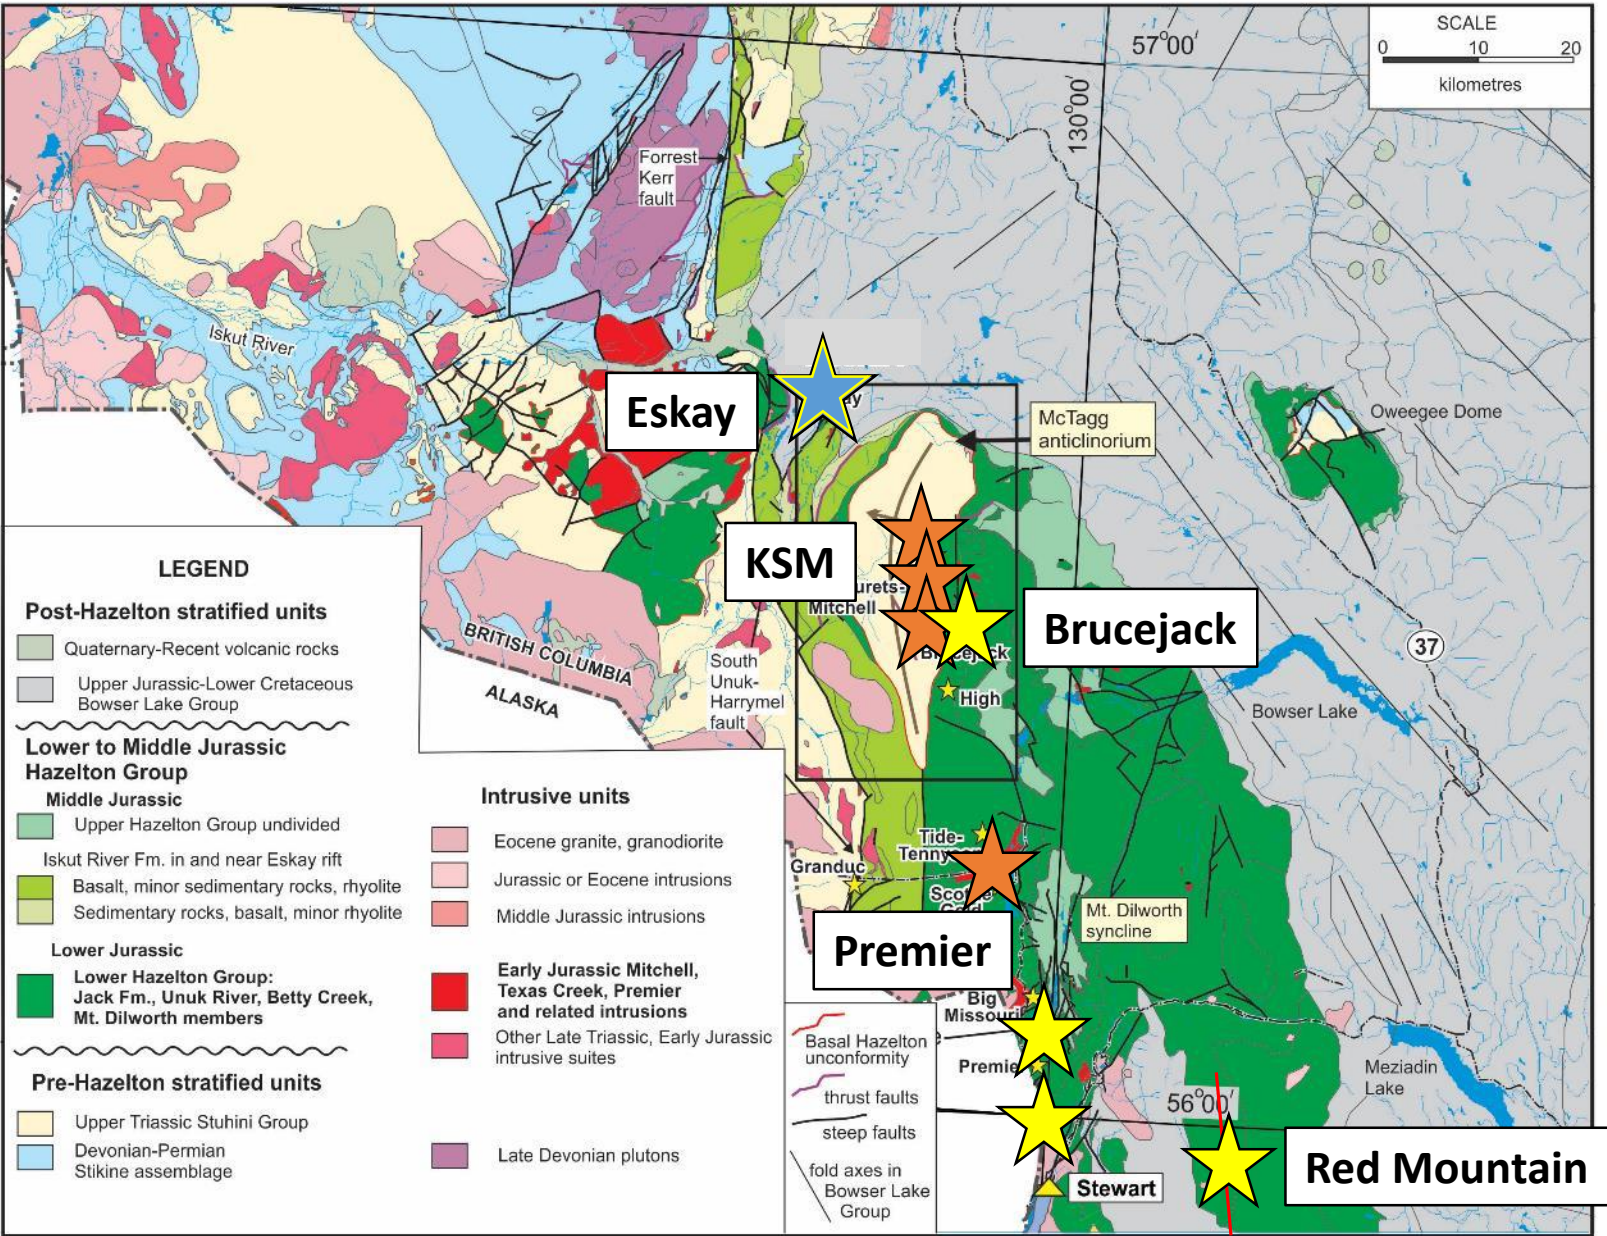 SCALE
0 10 20
kilometres
57°00'
130°00'
Forrest
Kerr
fault
Iskut River
Eskay
McTagg
anticlinorium
Oweegee Dome
KSM
Mitchell
Brucejack
37
BRITISH COLUMBIA
ALASKA
South
Unuk-
Harrymel
fault
High
Bowser Lake
LEGEND
Post-Hazelton stratified units
Quaternary-Recent volcanic rocks
Upper Jurassic-Lower Cretaceous
Bowser Lake Group
Lower to Middle Jurassic
Hazelton Group
Middle Jurassic
Upper Hazelton Group undivided
Iskut River Fm. in and near Eskay rift
Basalt, minor sedimentary rocks, rhyolite
Sedimentary rocks, basalt, minor rhyolite
Lower Jurassic
Lower Hazelton Group:
Jack Fm., Unuk River, Betty Creek,
Mt. Dilworth members
Pre-Hazelton stratified units
Upper Triassic Stuhini Group
Devonian-Permian
Stikine assemblage
Intrusive units
Eocene granite, granodiorite
Jurassic or Eocene intrusions
Middle Jurassic intrusions
Early Jurassic Mitchell,
Texas Creek, Premier
and related intrusions
Other Late Triassic, Early Jurassic
intrusive suites
Late Devonian plutons
Tide-
Granduc
Mt. Dilworth
syncline
Premier
Big
Missouri
Basal Hazelton
unconformity
thrust faults
steep faults
fold axes in
Bowser Lake
Group
Meziadin
Lake
56°00'
Stewart
Red Mountain